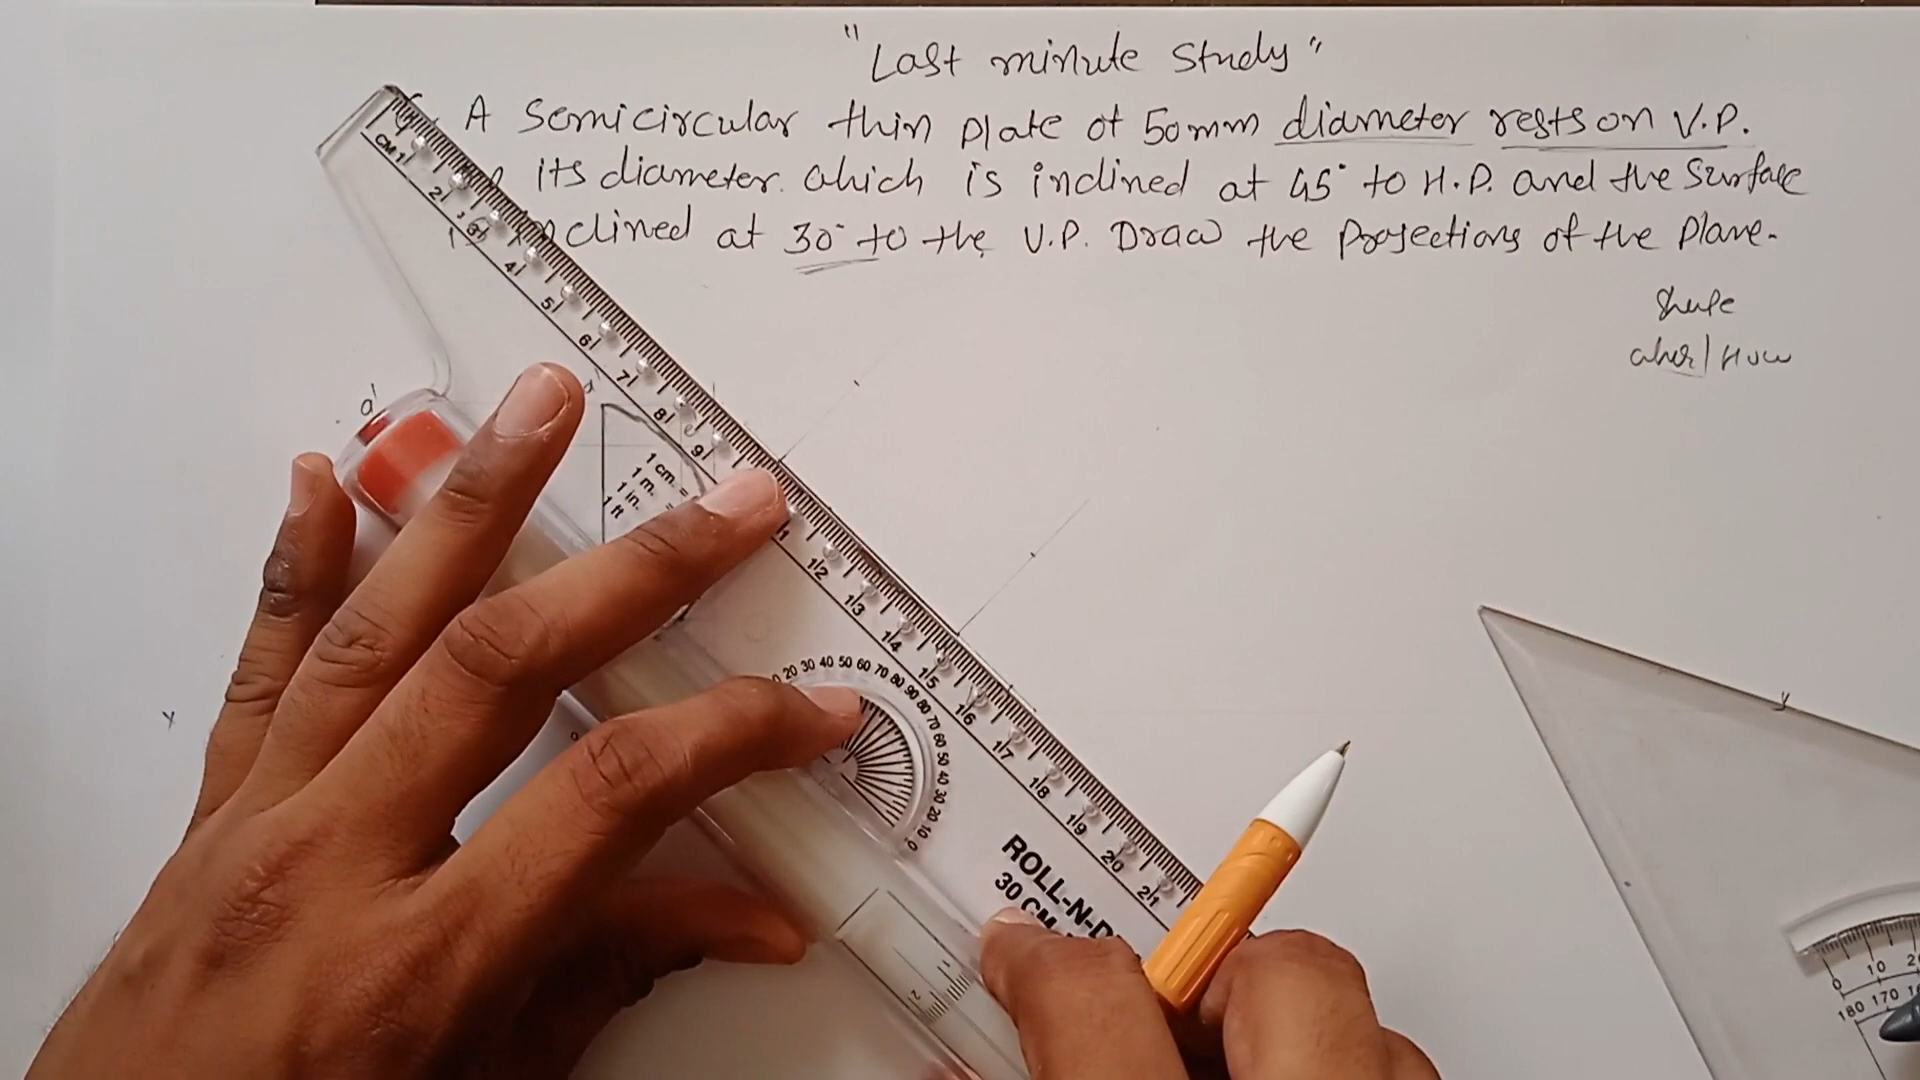 "Last minute Study"
A Semicircular thin plate of 50mm diameter rests on V.P.
its diameter. which is inclined at 45° to H.P. and the Surface
inclined at 30° to the V.P. Draw the Projections of the Plane.
Shape
a'
CM 1 2 3 4 5 6 7 8 9 11 12 13 14 15 16 17 18 19 20 21
1 cm. =
1 m.
1 in. =
1 ft
20 30 40 50 60 70 80 90 80 70 60 50 40 30 20 10 0
ROLL-N-D
30 CM
1
2
X
Y
0 10
180 170